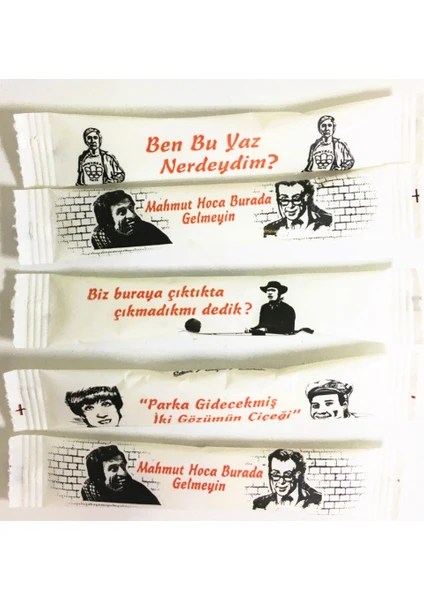 Ben Bu Yaz
Nerdeydim?
Mahmut Hoca Burada
Gelmeyin
Biz buraya çıktıkta
çıkmadıkmı dedik?
"Parka Gidecekmiş
İki Gözümün Çiçeği"
Mahmut Hoca Burada
Gelmeyin